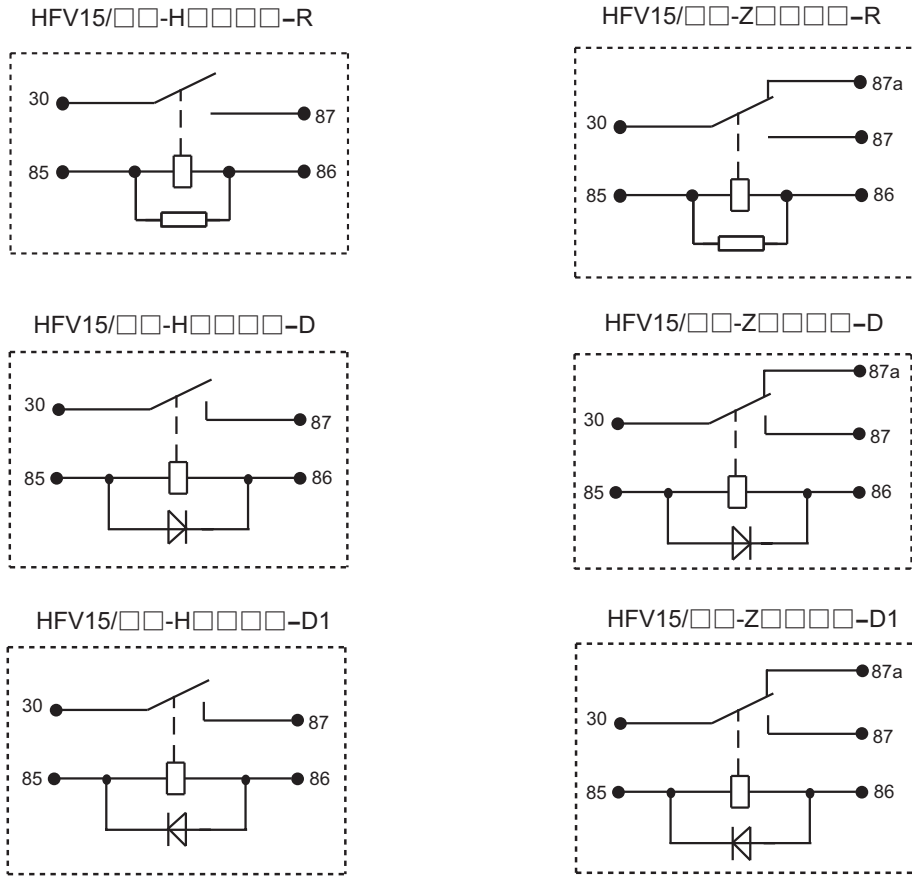 HFV15/□□-H□□□□-R
30
87
85
86
HFV15/□□-Z□□□□-R
87a
30
87
85
86
HFV15/□□-H□□□□-D
30
87
85
86
HFV15/□□-Z□□□□-D
87a
30
87
85
86
HFV15/□□-H□□□□-D1
30
87
85
86
HFV15/□□-Z□□□□-D1
87a
30
87
85
86